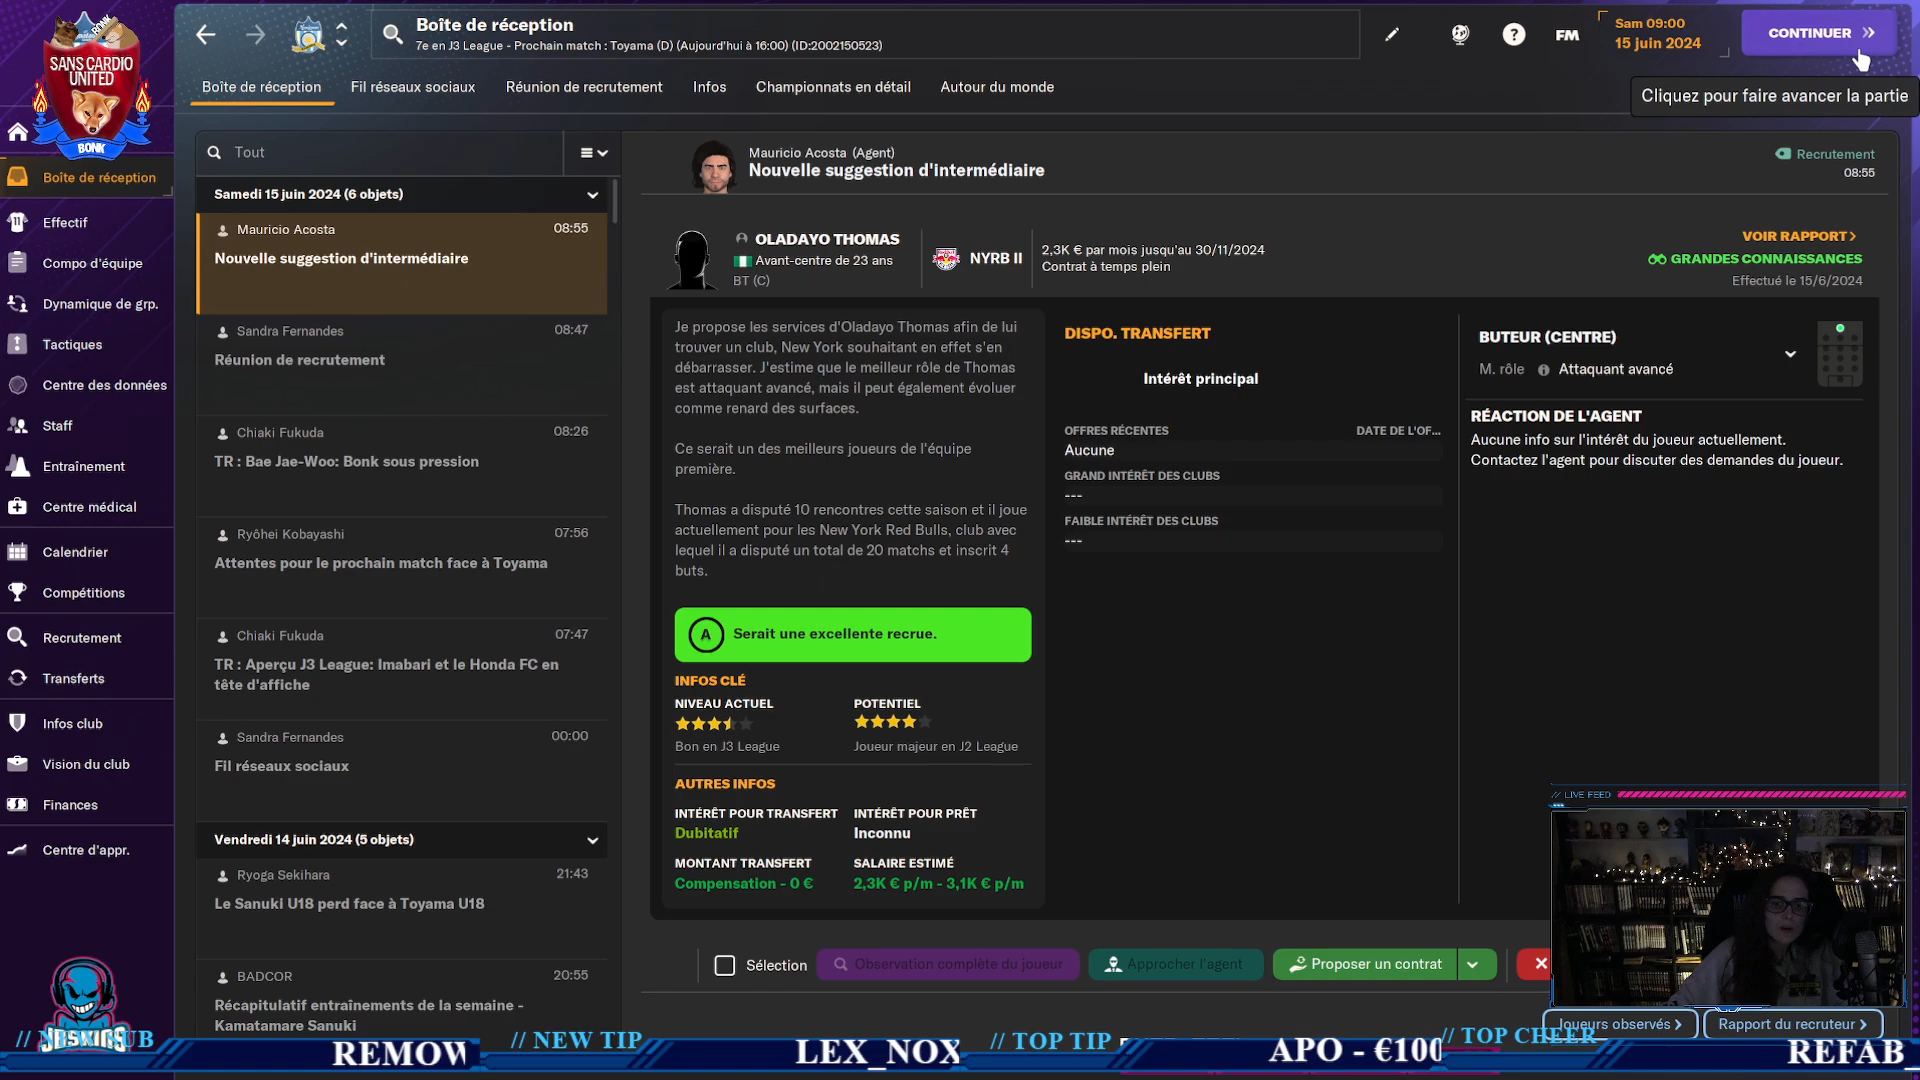 Boîte de réception
7e en J3 League - Prochain match : Toyama (D) (Aujourd'hui à 16:00) (ID:2002150523)
FM
Sam 09:00
15 juin 2024
CONTINUER
Cliquez pour faire avancer la partie
SANS CARDIO
UNITED
BONK
Boîte de réception
Fil réseaux sociaux
Réunion de recrutement
Infos
Championnats en détail
Autour du monde
Boîte de réception
Effectif
Compo d'équipe
Dynamique de grp.
Tactiques
Centre des données
Staff
Entraînement
Centre médical
Calendrier
Compétitions
Recrutement
Transferts
Infos club
Vision du club
Finances
Centre d'appr.
Tout
Samedi 15 juin 2024 (6 objets)
Mauricio Acosta 08:55
Nouvelle suggestion d'intermédiaire
Sandra Fernandes 08:47
Réunion de recrutement
Chiaki Fukuda 08:26
TR : Bae Jae-Woo: Bonk sous pression
Ryôhei Kobayashi 07:56
Attentes pour le prochain match face à Toyama
Chiaki Fukuda 07:47
TR : Aperçu J3 League: Imabari et le Honda FC en
tête d'affiche
Sandra Fernandes 00:00
Fil réseaux sociaux
Vendredi 14 juin 2024 (5 objets)
Ryoga Sekihara 21:43
Le Sanuki U18 perd face à Toyama U18
BADCOR 20:55
Récapitulatif entraînements de la semaine -
Kamatamare Sanuki
Mauricio Acosta (Agent)
Nouvelle suggestion d'intermédiaire
Recrutement
08:55
OLADAYO THOMAS
Avant-centre de 23 ans
BT (C)
NYRB II
2,3K € par mois jusqu'au 30/11/2024
Contrat à temps plein
VOIR RAPPORT
GRANDES CONNAISSANCES
Effectué le 15/6/2024
Je propose les services d'Oladayo Thomas afin de lui
trouver un club, New York souhaitant en effet s'en
débarrasser. J'estime que le meilleur rôle de Thomas
est attaquant avancé, mais il peut également évoluer
comme renard des surfaces.
Ce serait un des meilleurs joueurs de l'équipe
première.
Thomas a disputé 10 rencontres cette saison et il joue
actuellement pour les New York Red Bulls, club avec
lequel il a disputé un total de 20 matchs et inscrit 4
buts.
A Serait une excellente recrue.
INFOS CLÉ
NIVEAU ACTUEL POTENTIEL
Bon en J3 League Joueur majeur en J2 League
AUTRES INFOS
INTÉRÊT POUR TRANSFERT INTÉRÊT POUR PRÊT
Dubitatif Inconnu
MONTANT TRANSFERT SALAIRE ESTIMÉ
Compensation - 0 € 2,3K € p/m - 3,1K € p/m
DISPO. TRANSFERT
Intérêt principal
OFFRES RÉCENTES DATE DE L'OF...
Aucune
GRAND INTÉRÊT DES CLUBS
---
FAIBLE INTÉRÊT DES CLUBS
---
BUTEUR (CENTRE)
M. rôle Attaquant avancé
RÉACTION DE L'AGENT
Aucune info sur l'intérêt du joueur actuellement.
Contactez l'agent pour discuter des demandes du joueur.
// LIVE FEED
Sélection
Observation complète du joueur
Approcher l'agent
Proposer un contrat
Joueurs observés
Rapport du recruteur
// NEW SUB
// NEW TIP
// TOP TIP
// TOP CHEER
REMOW
LEX_NOX
APO - €100
REFAB